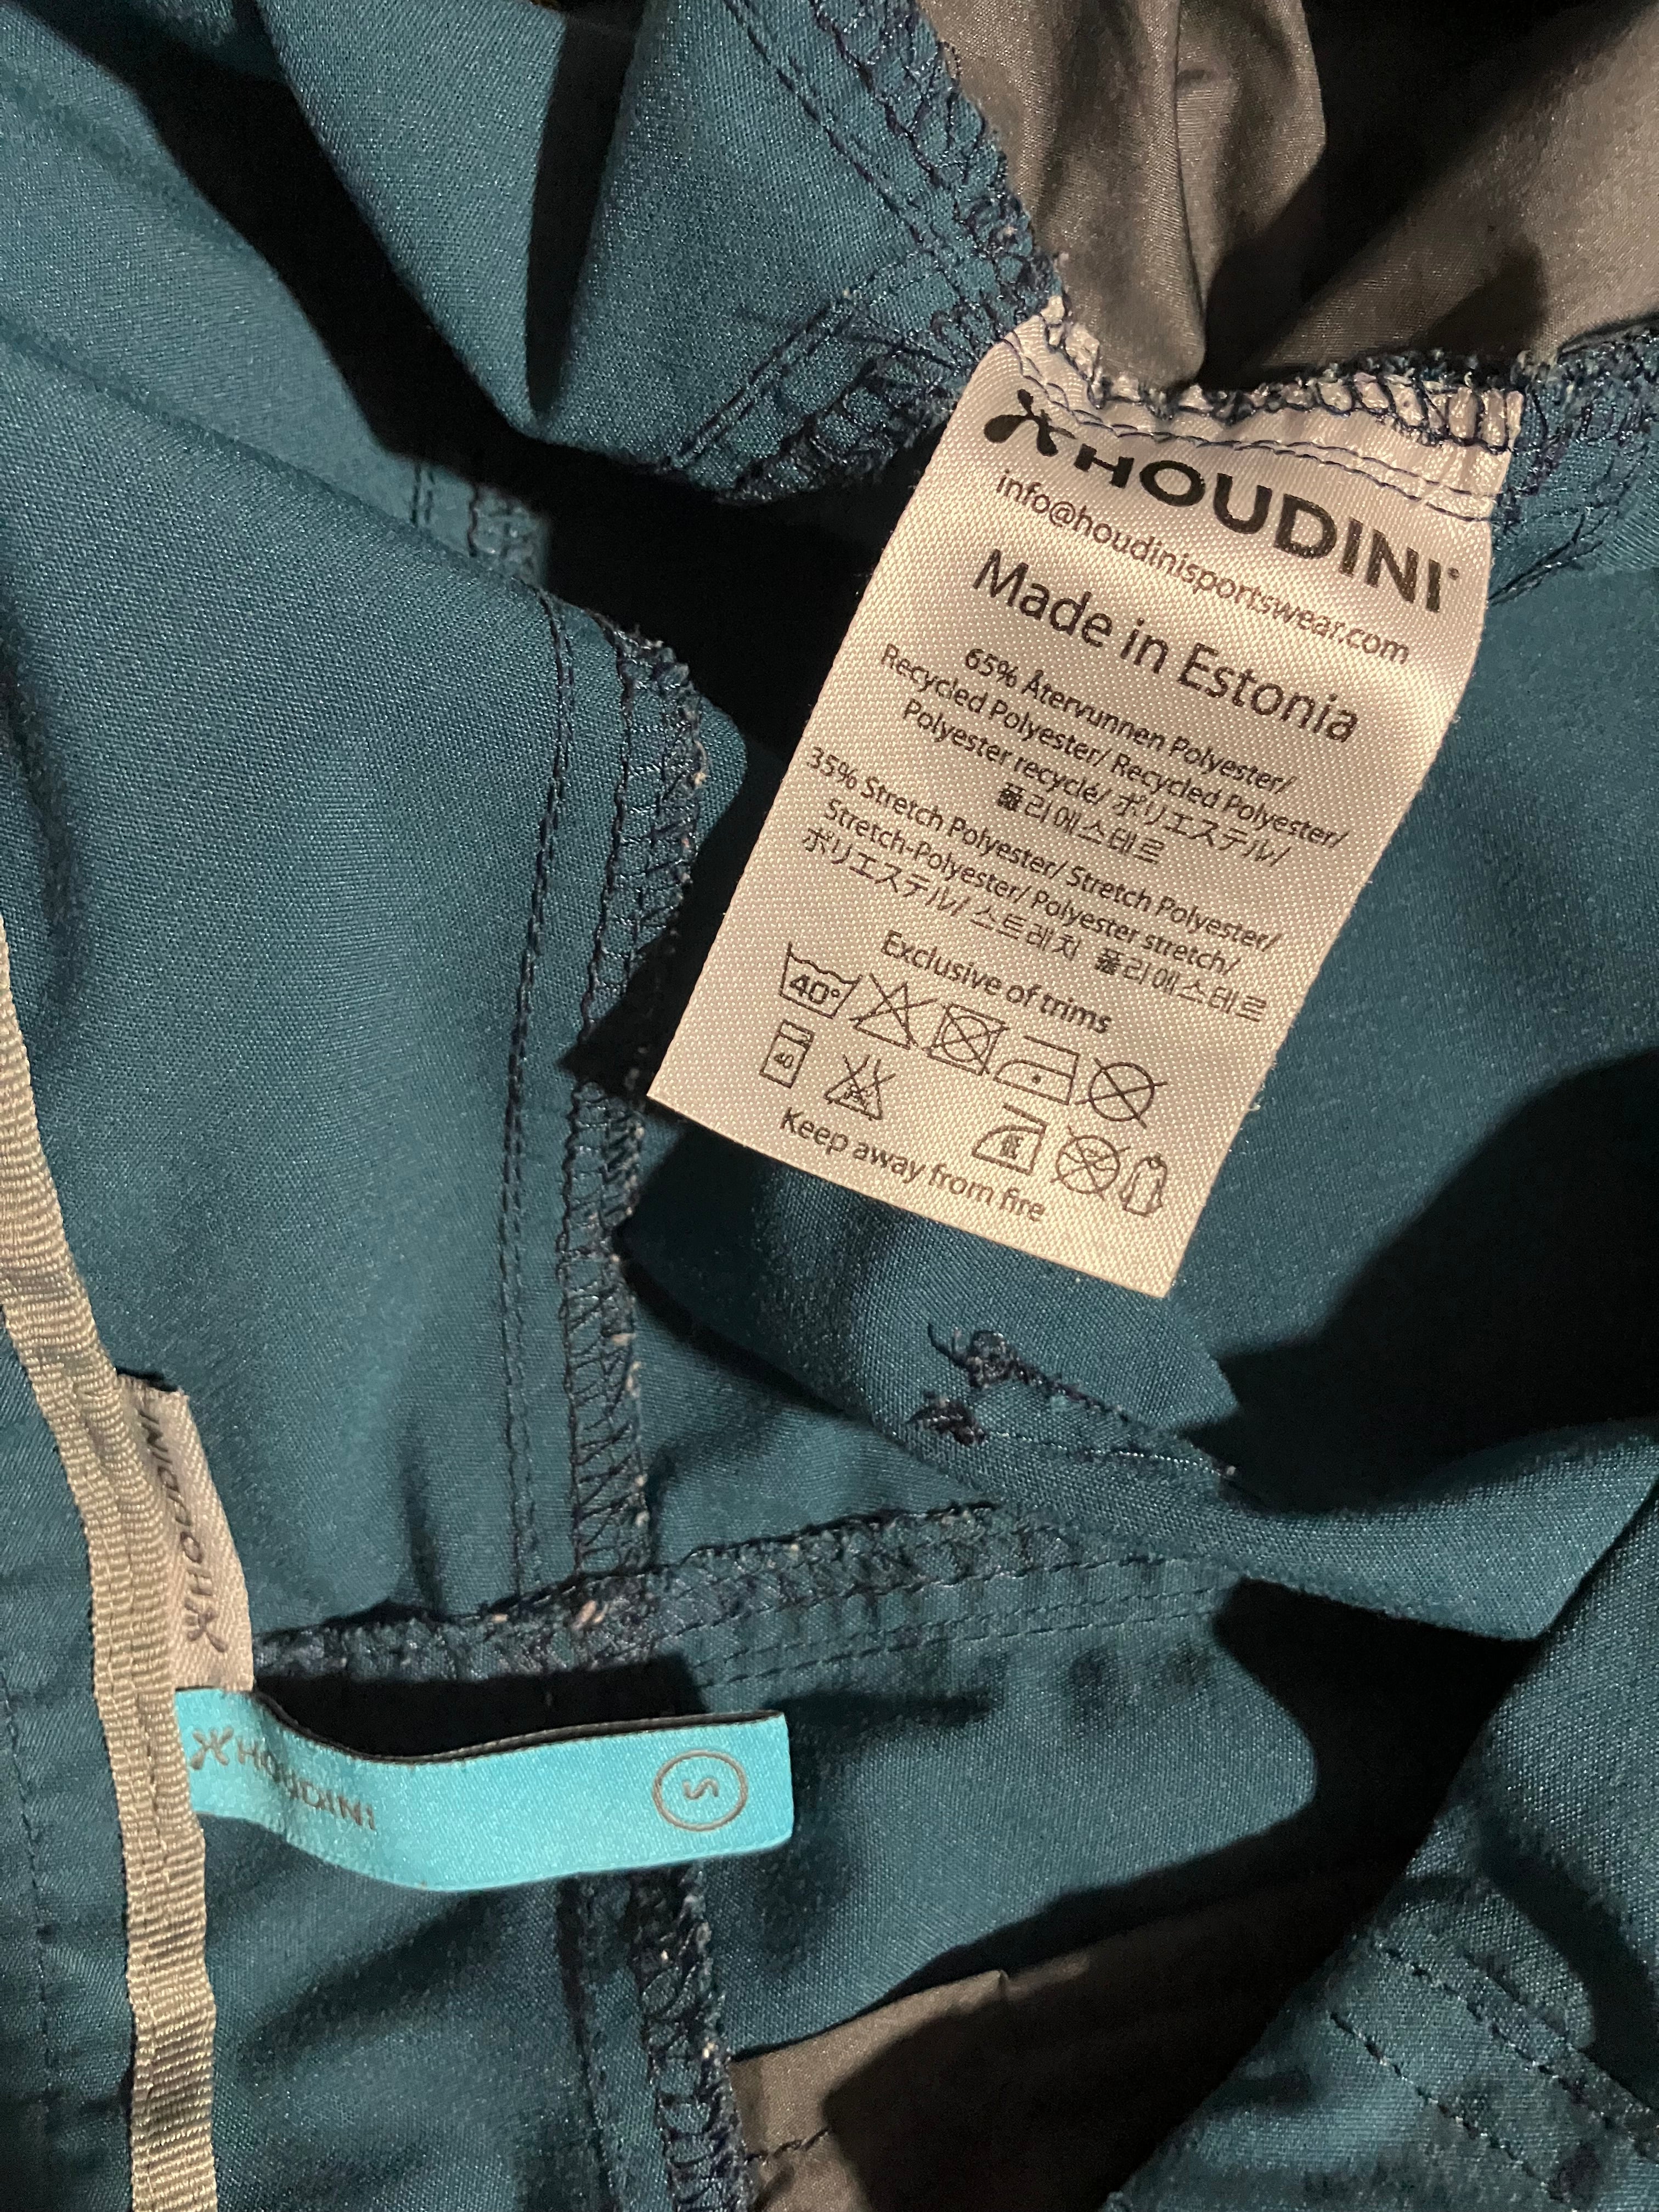 HOUDINI
info@houdinisportswear.com
Made in Estonia
65% Återvunnen Polyester/
Recycled Polyester/ Recycled Polyester/
Polyester recyclé/ ポリエステル/
폴리에스테르
35% Stretch Polyester/ Stretch Polyester/
Stretch-Polyester/ Polyester stretch/
ポリエステル/ 스트레치 폴리에스테르
Exclusive of trims
40°
40
Keep away from fire
HOUDINI
HOUDINI S